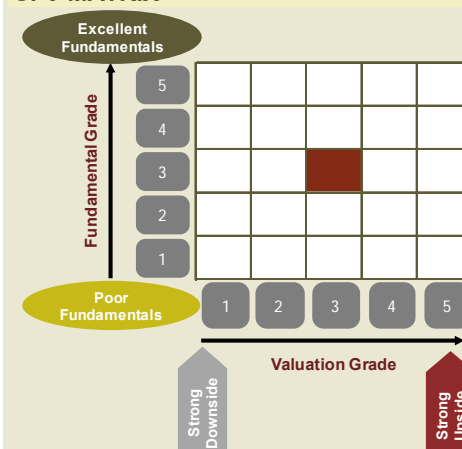 Excellent
Fundamentals
Fundamental Grade
5
4
3
2
1
Poor
Fundamentals
1 2 3 4 5
Valuation Grade
Strong
Downside
Strong
Upside